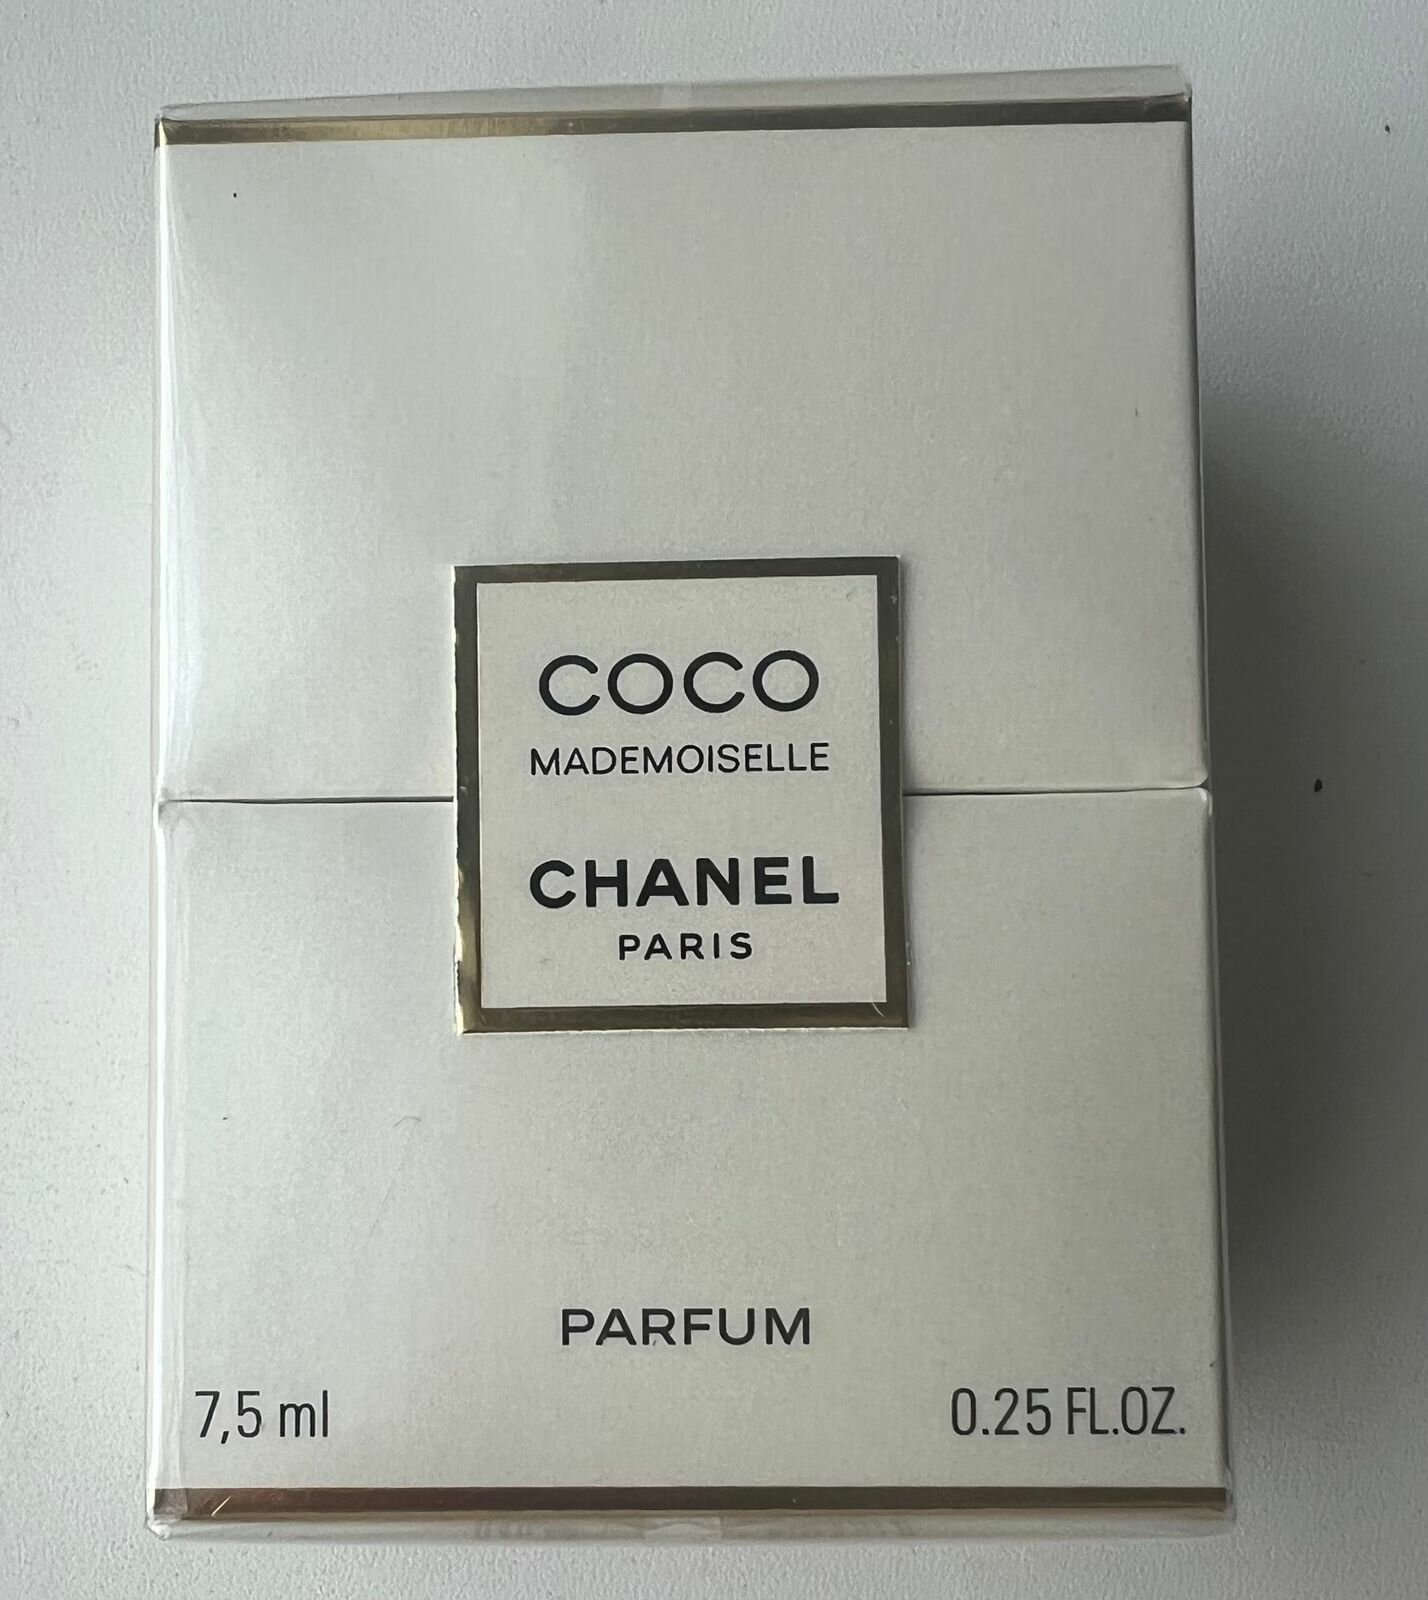 COCO
MADEMOISELLE
CHANEL
PARIS
PARFUM
7,5 ml 0.25 FL.OZ.